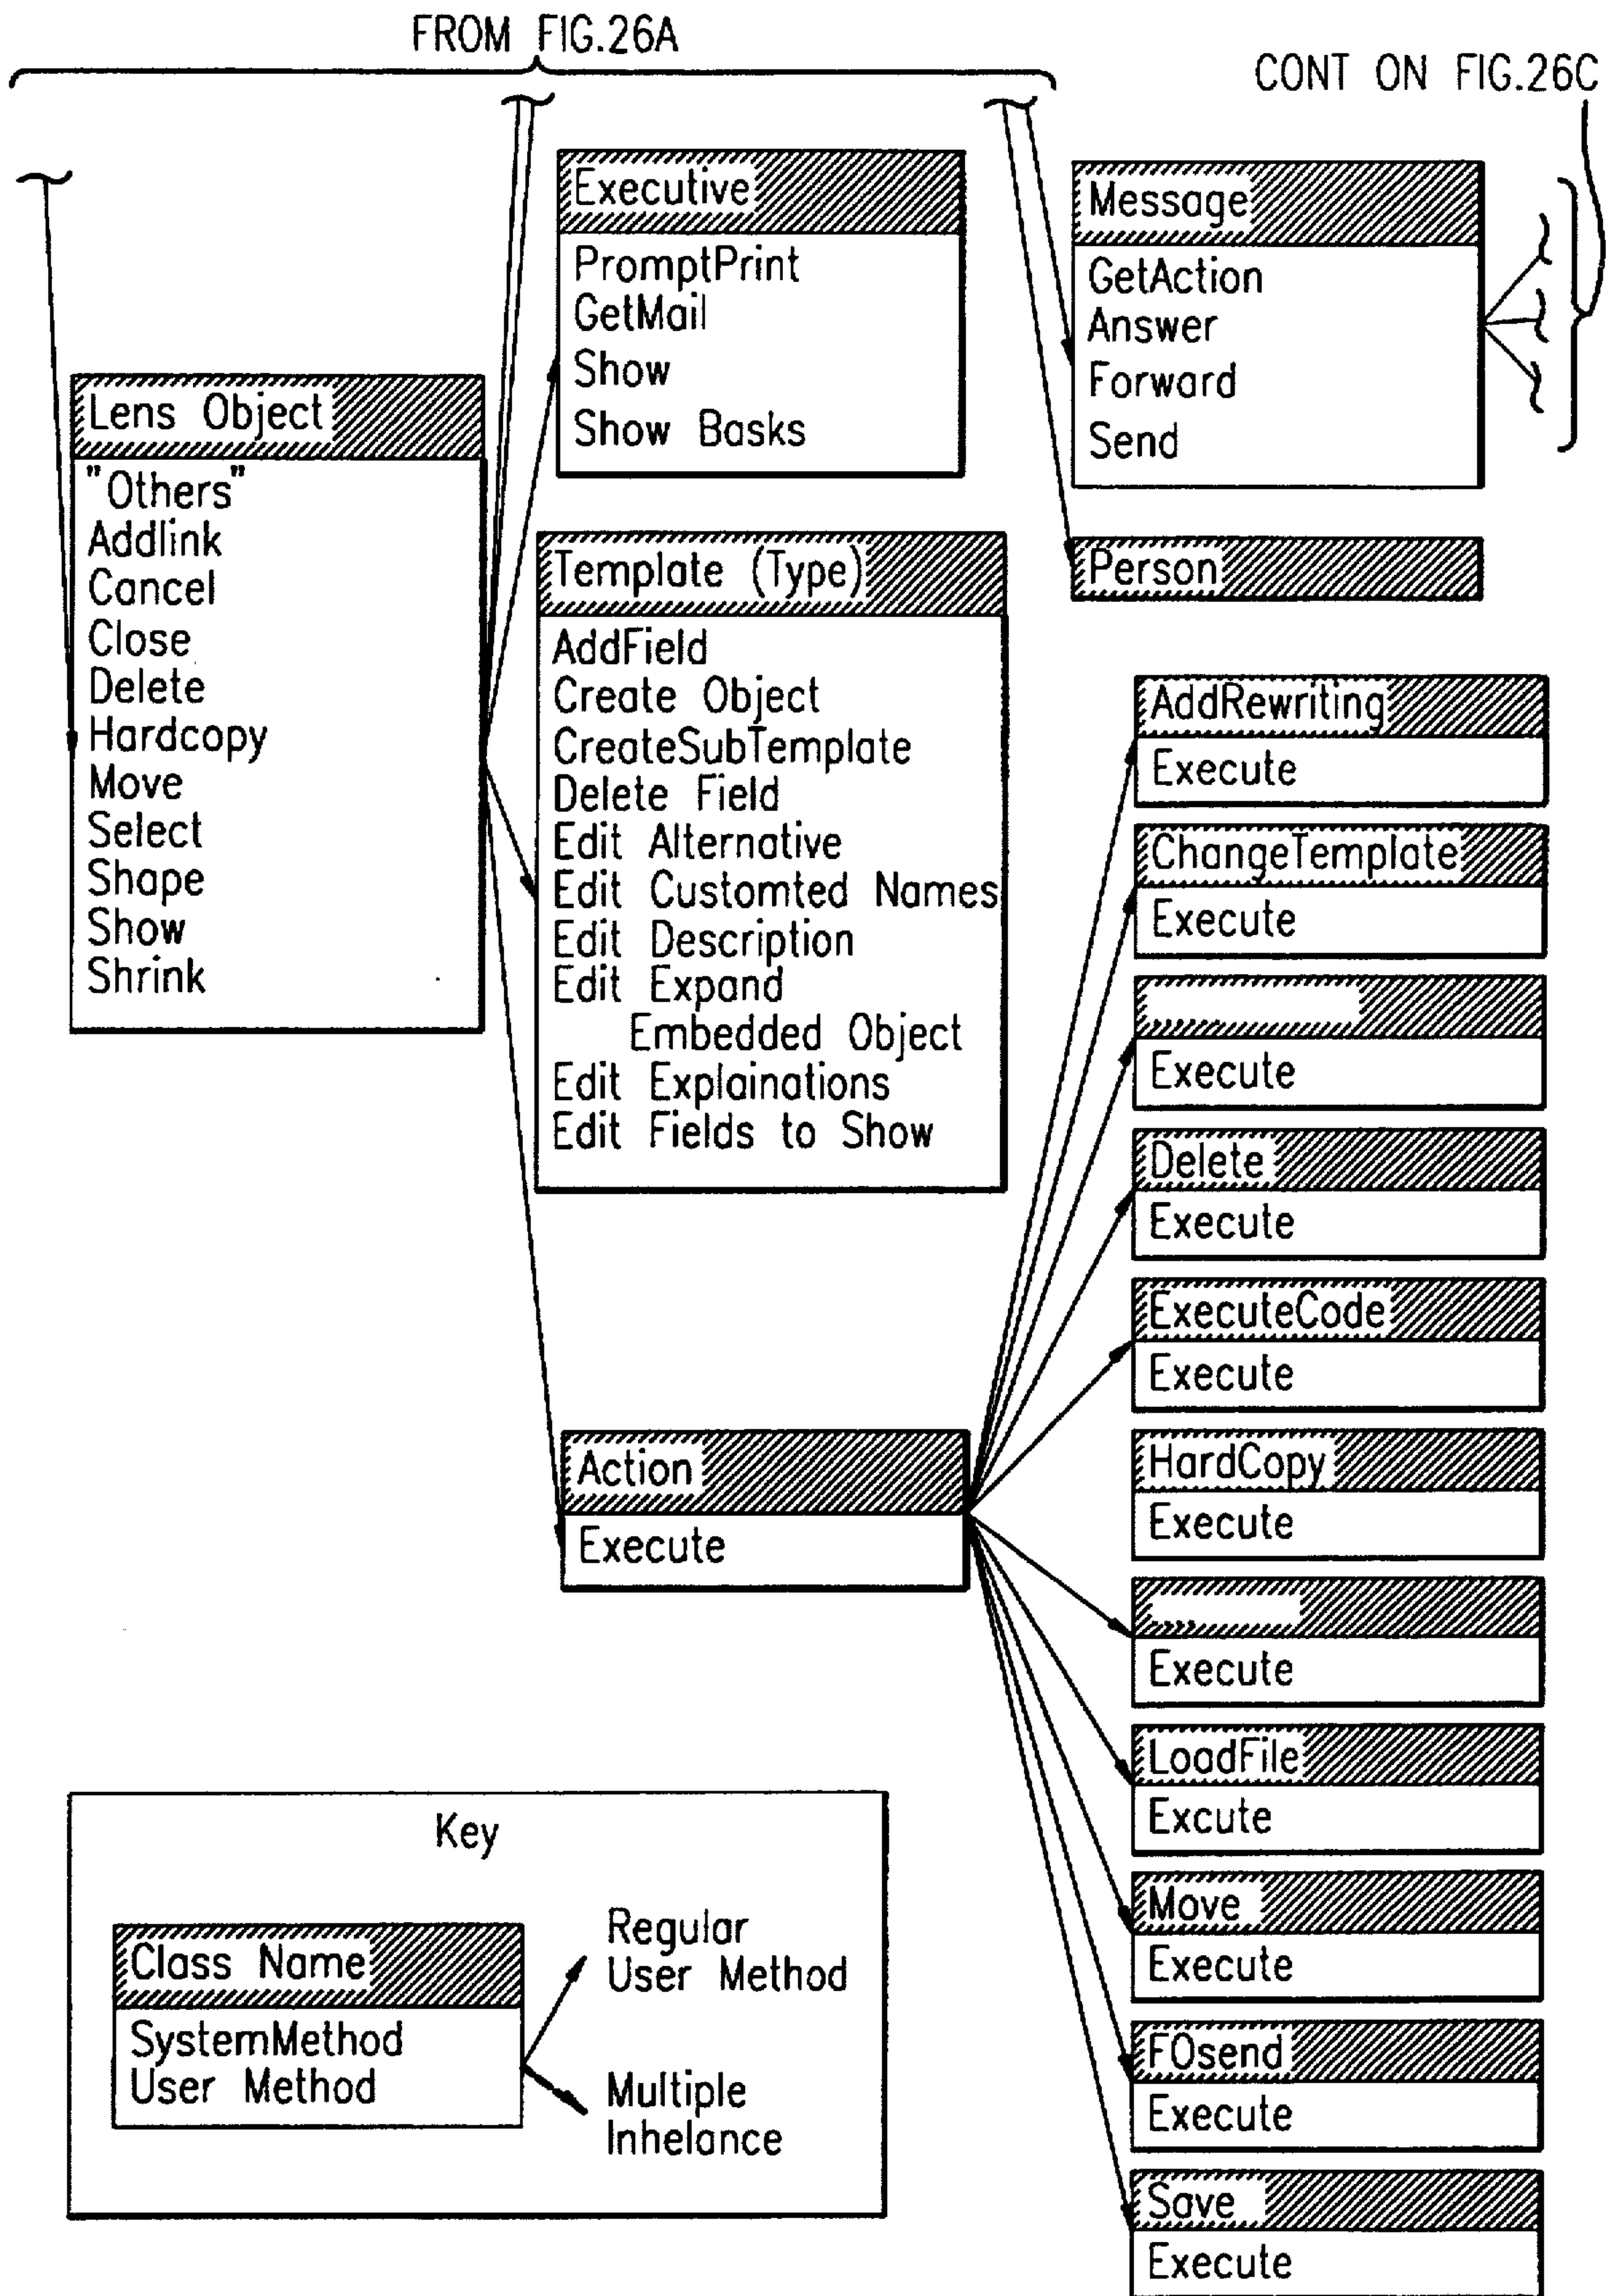 FROM FIG.26A
CONT ON FIG.26C
Lens Object
"Others"
Addlink
Cancel
Close
Delete
Hardcopy
Move
Select
Shape
Show
Shrink
Executive
PromptPrint
GetMail
Show
Show Basks
Template (Type)
AddField
Create Object
CreateSubTemplate
Delete Field
Edit Alternative
Edit Customted Names
Edit Description
Edit Expand
Embedded Object
Edit Explainations
Edit Fields to Show
Action
Execute
Message
GetAction
Answer
Forward
Send
Person
AddRewriting
Execute
ChangeTemplate
Execute
.....
Execute
Delete
Execute
ExecuteCode
Execute
HardCopy
Execute
....
Execute
LoadFile
Excute
Move
Execute
FOsend
Execute
Save
Execute
Key
Class Name
SystemMethod
User Method
Regular
User Method
Multiple
Inhelance